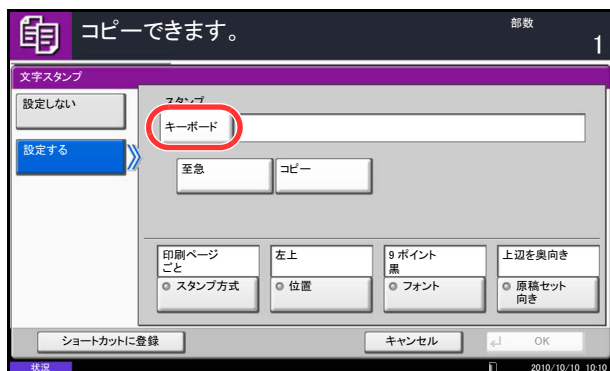 コピーできます。
部数
1
文字スタンプ
設定しない
スタンプ
キーボード
設定する
至急
コピー
印刷ページ
ごと
左上
9 ポイント
黒
上辺を奥向き
スタンプ方式
位置
フォント
原稿セット
向き
ショートカットに登録
キャンセル
OK
状況
2010/10/10 10:10